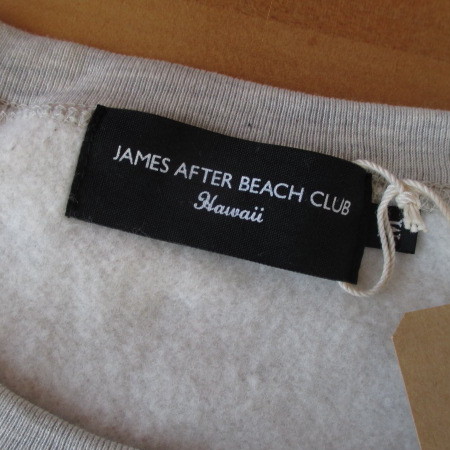 JAMES AFTER BEACH CLUB
Hawaii